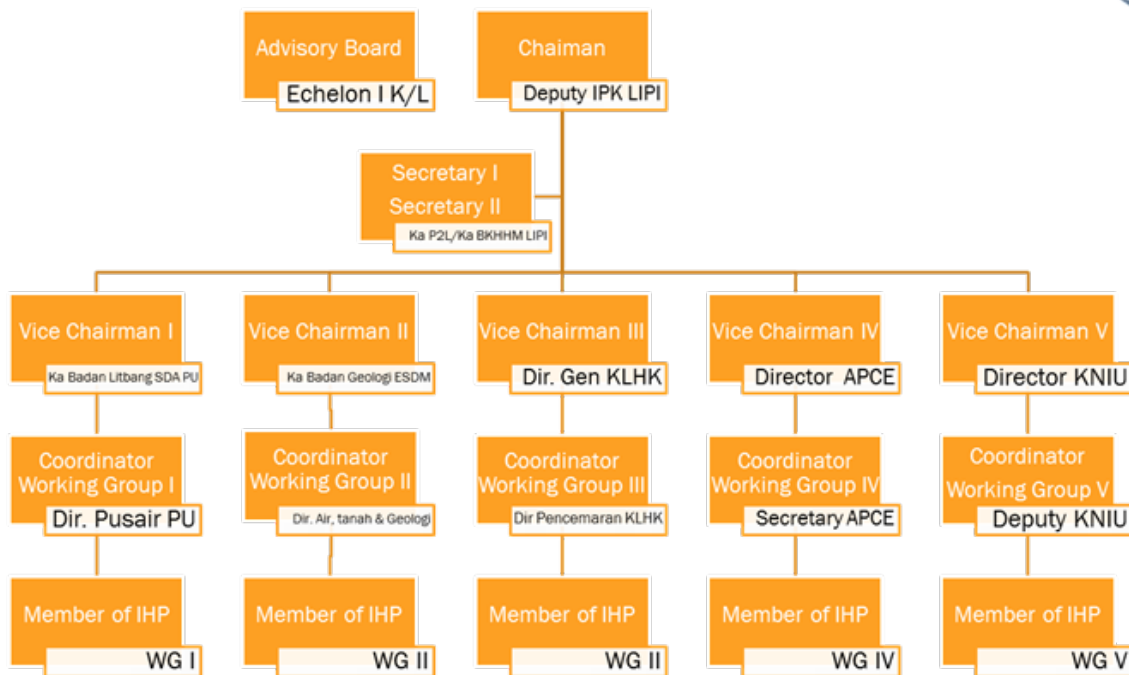 Advisory Board
Echelon I K/L
Chaiman
Deputy IPK LIPI
Secretary I
Secretary II
Ka P2L/Ka BKHHM LIPI
Vice Chairman I
Ka Badan Litbang SDA PU
Vice Chairman II
Ka Badan Geologi ESDM
Vice Chairman III
Dir. Gen KLHK
Vice Chairman IV
Director APCE
Vice Chairman V
Director KNIU
Coordinator
Working Group I
Dir. Pusair PU
Coordinator
Working Group II
Dir. Air, tanah & Geologi
Coordinator
Working Group III
Dir Pencemaran KLHK
Coordinator
Working Group IV
Secretary APCE
Coordinator
Working Group V
Deputy KNIU
Member of IHP
WG I
Member of IHP
WG II
Member of IHP
WG II
Member of IHP
WG IV
Member of IHP
WG V